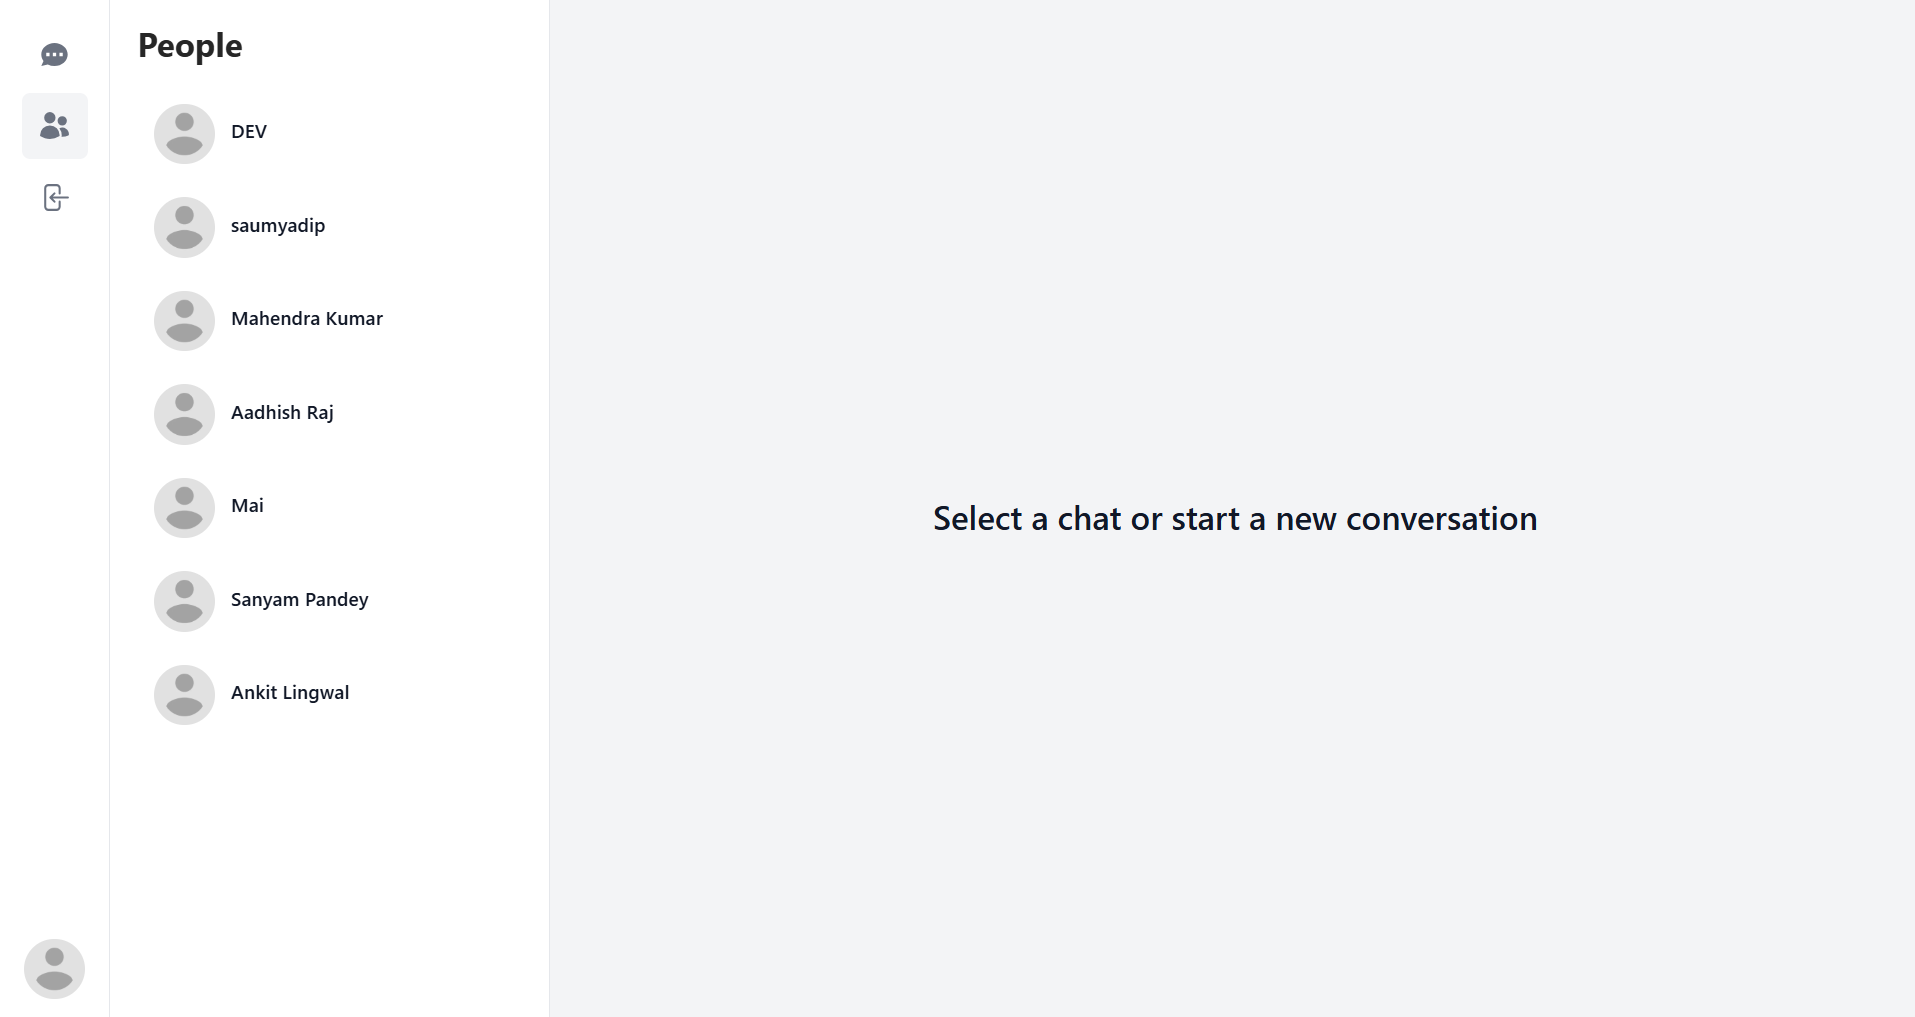 People
DEV
saumyadip
Mahendra Kumar
Aadhish Raj
Mai
Sanyam Pandey
Ankit Lingwal
Select a chat or start a new conversation